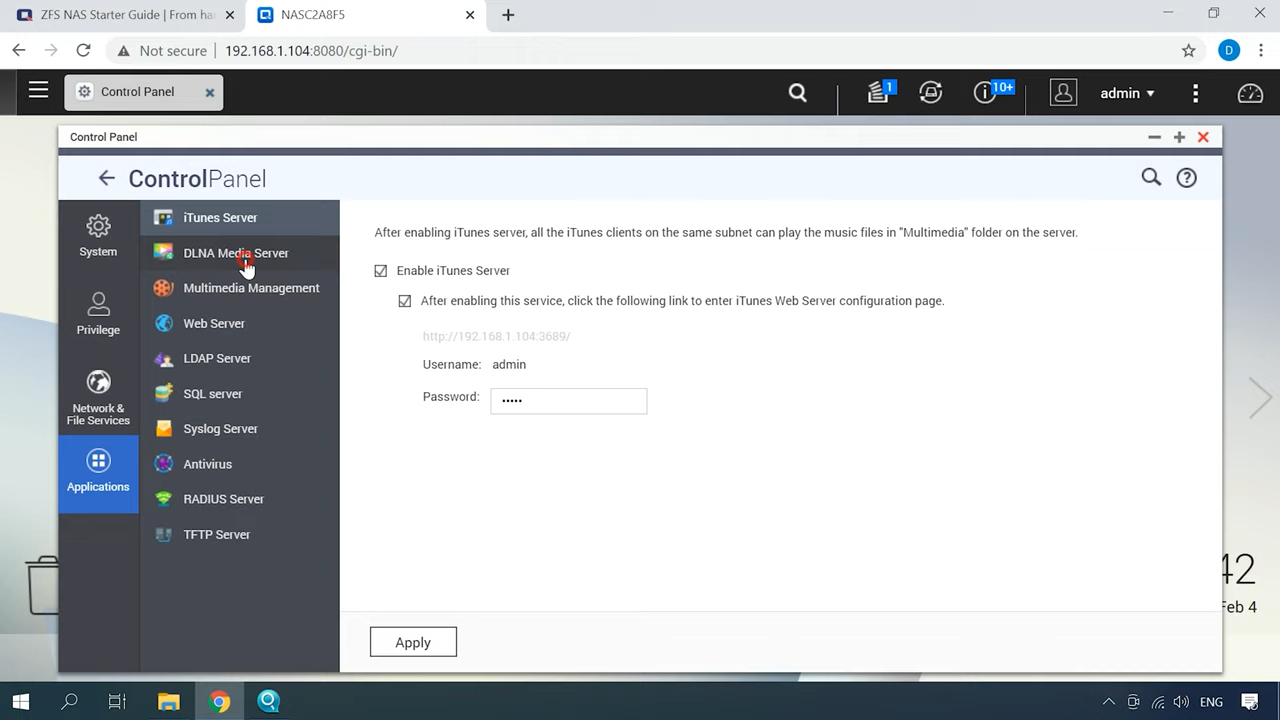 ZFS NAS Starter Guide | From ha
NASC2A8F5
Not secure
192.168.1.104:8080/cgi-bin/
D
Control Panel
1
10+
admin
Control Panel
ControlPanel
System
Privilege
Network &
File Services
Applications
iTunes Server
DLNA Media Server
Multimedia Management
Web Server
LDAP Server
SQL server
Syslog Server
Antivirus
RADIUS Server
TFTP Server
After enabling iTunes server, all the iTunes clients on the same subnet can play the music files in "Multimedia" folder on the server.
Enable iTunes Server
After enabling this service, click the following link to enter iTunes Web Server configuration page.
http://192.168.1.104:3689/
Username: admin
Password: •••••
Apply
42
Feb 4
ENG